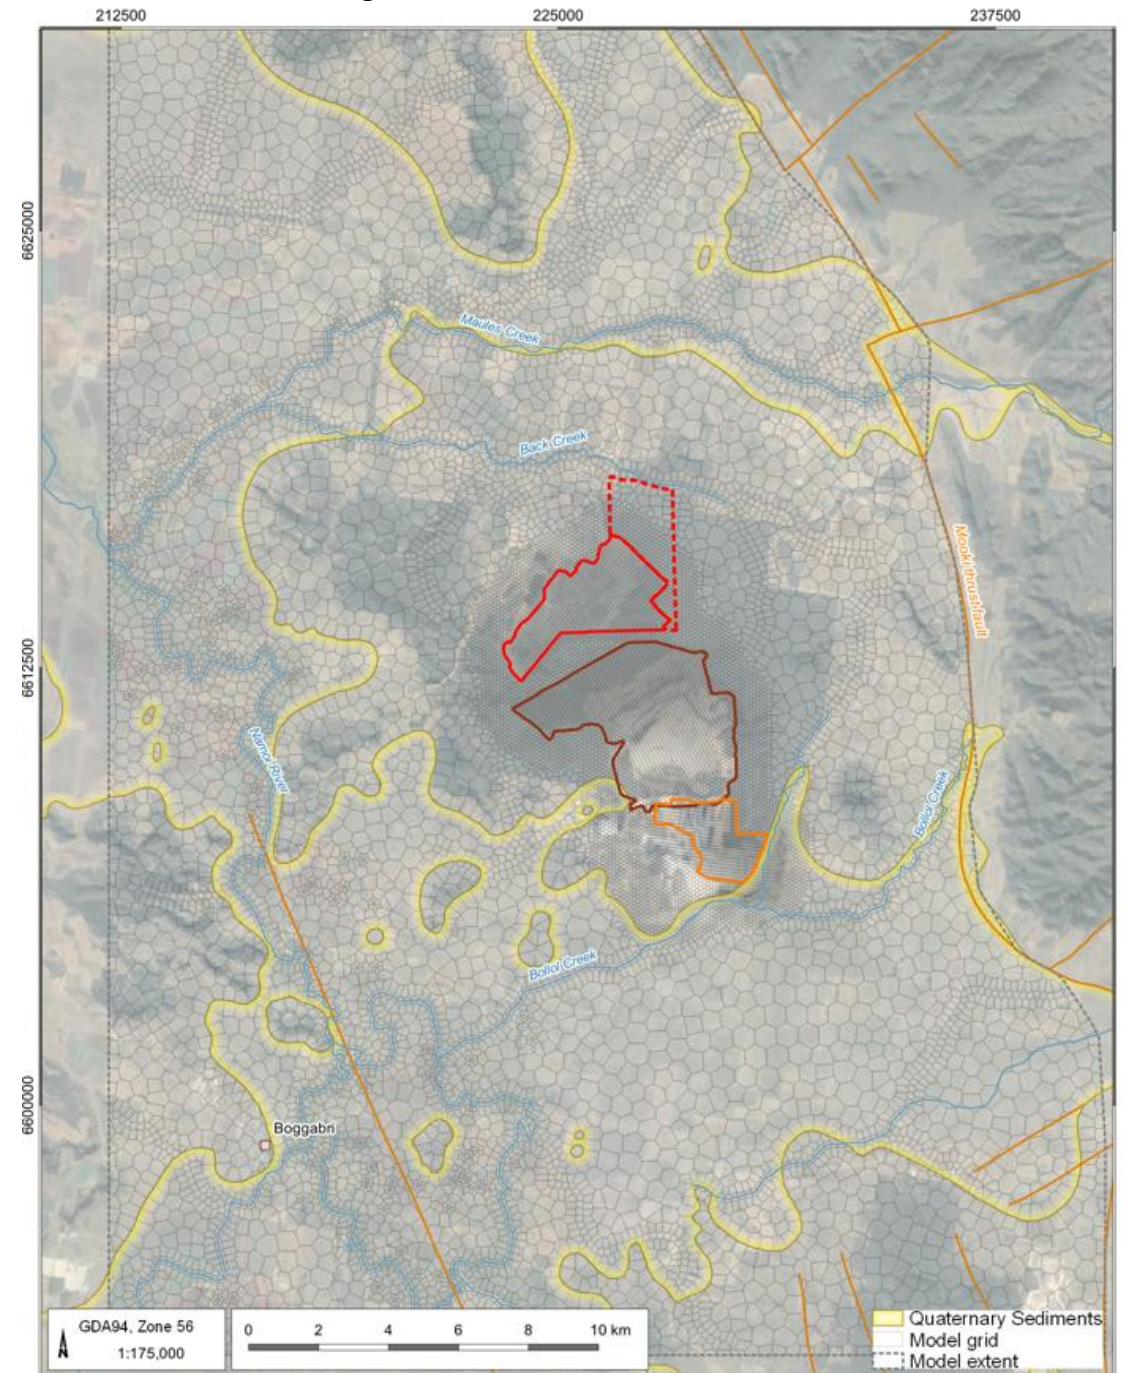 212500
225000
237500
6625000
Maules Creek
Back Creek
Mooki thrust fault
6612500
Namoi River
Bollol Creek
Bollol Creek
6600000
Boggabri
GDA94, Zone 56
1:175,000
0 2 4 6 8 10 km
Quaternary Sediments
Model grid
Model extent